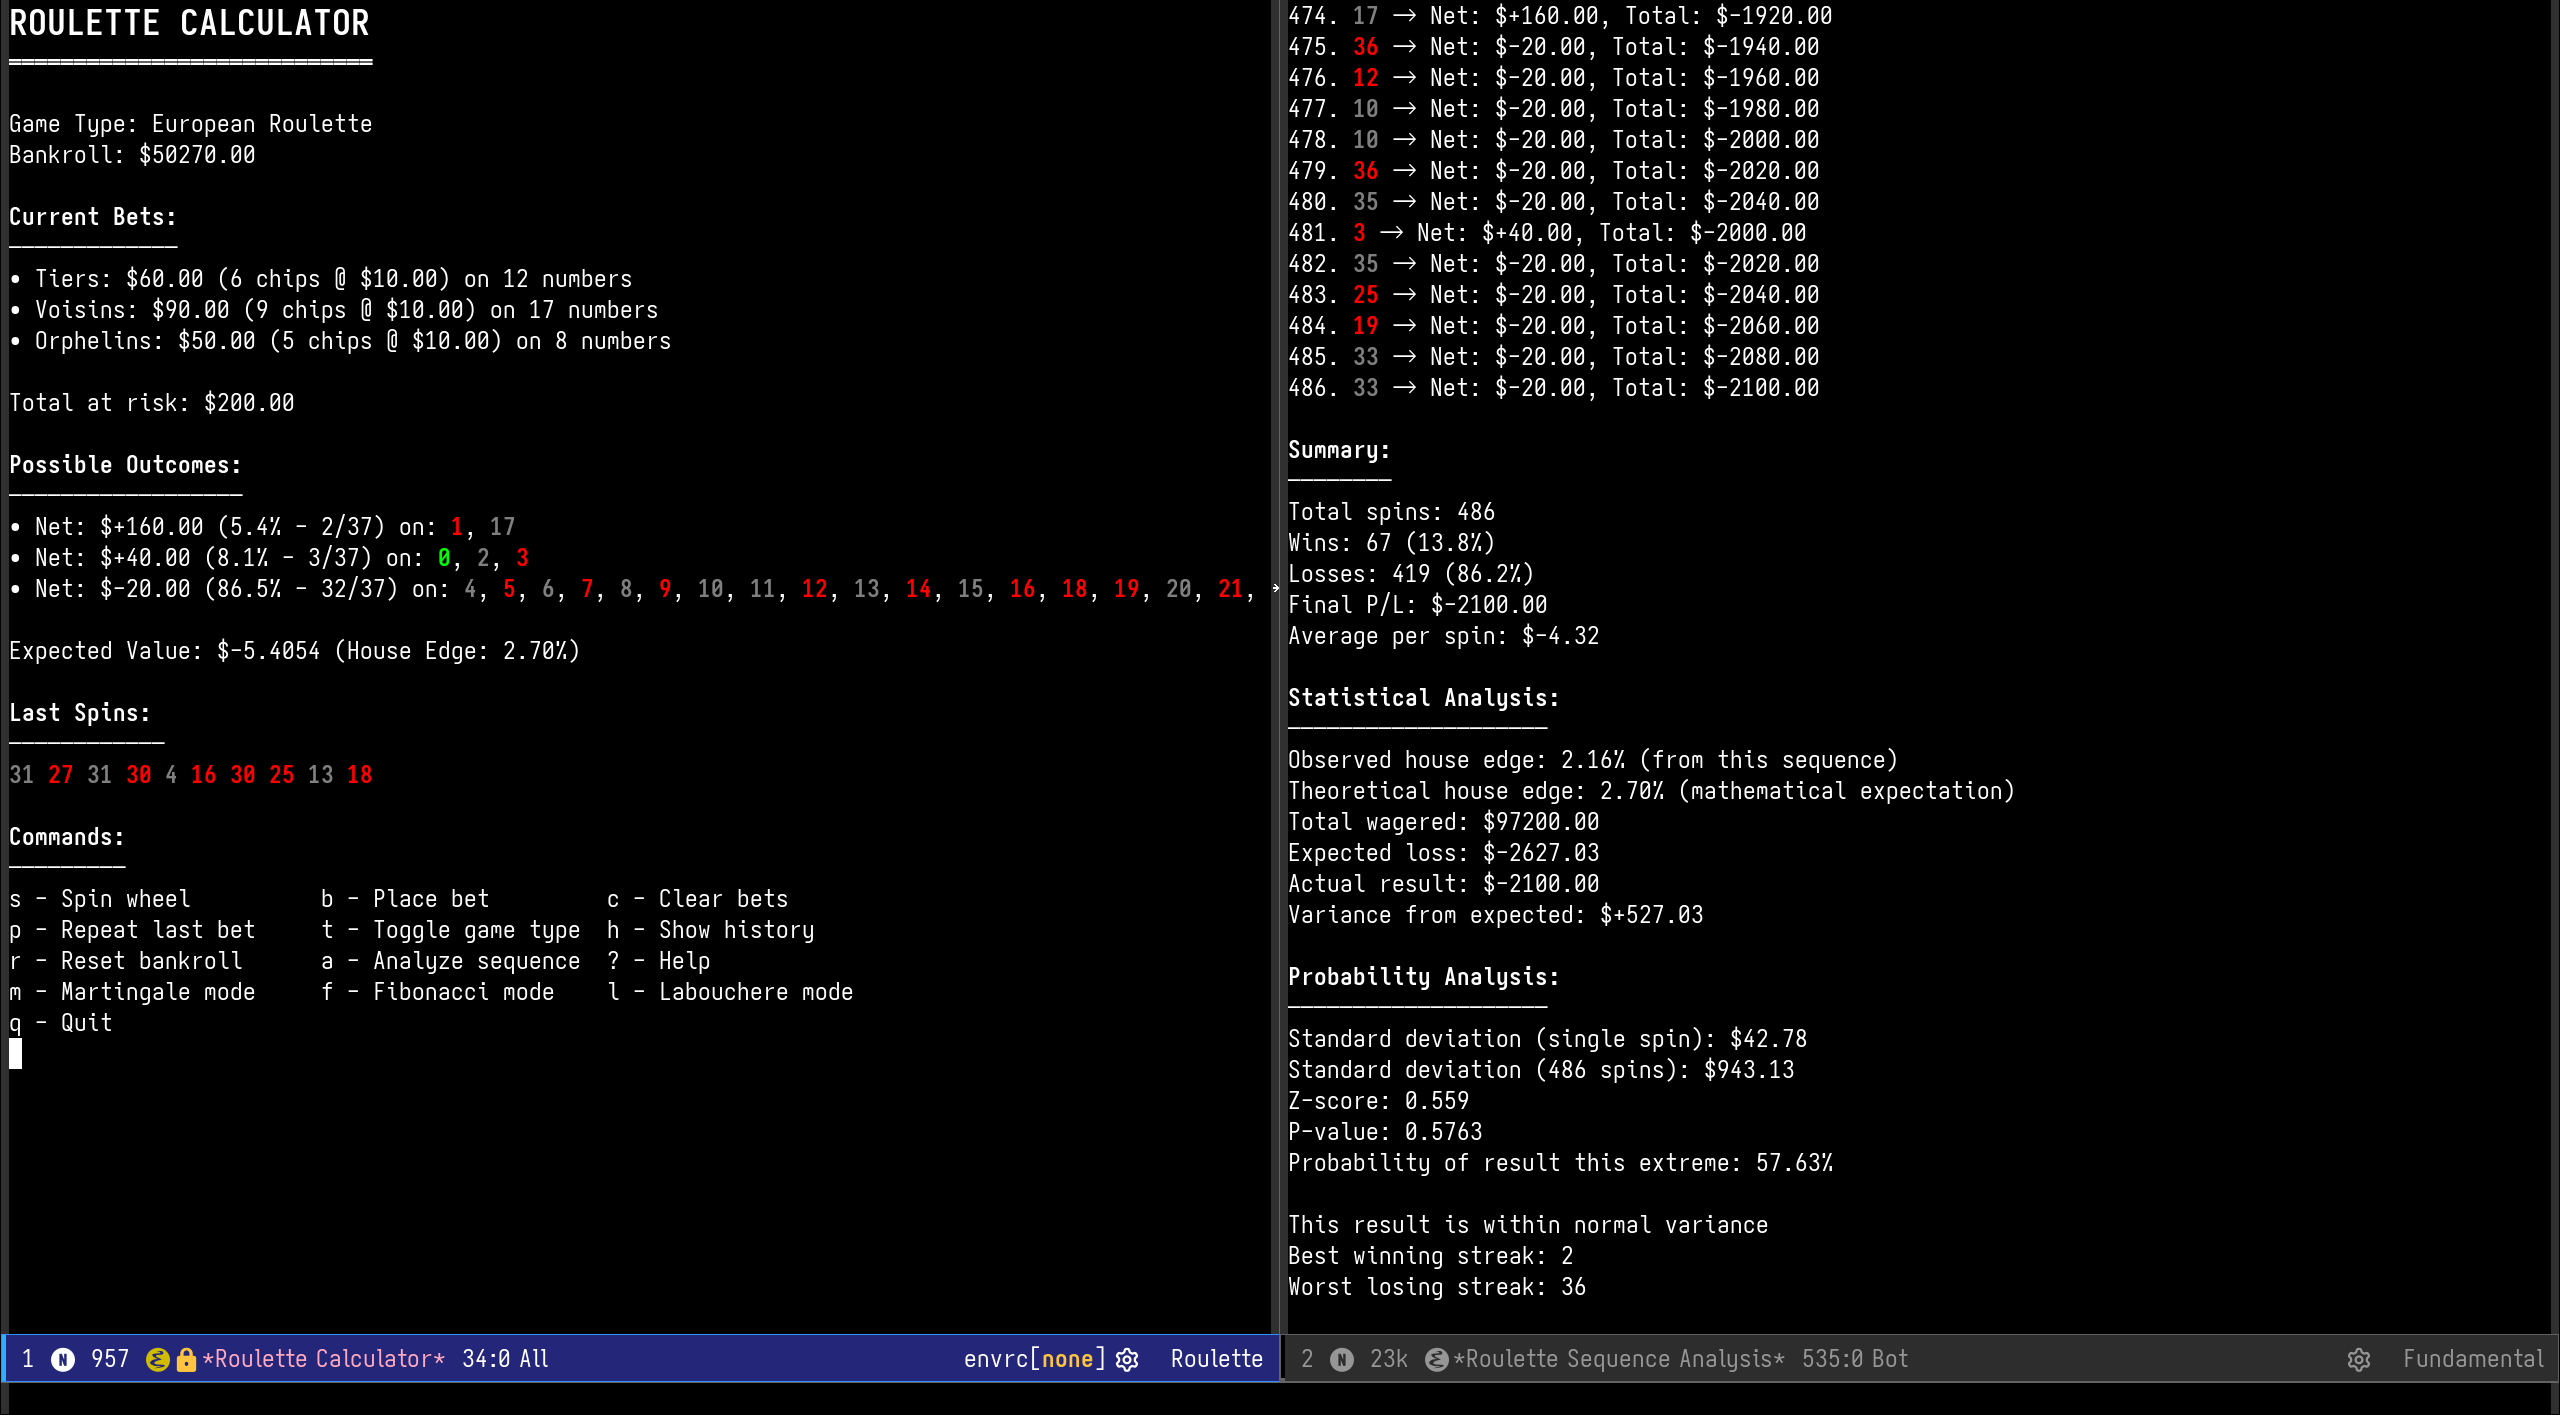 ROULETTE CALCULATOR
============================
Game Type: European Roulette
Bankroll: $50270.00
Current Bets:
─────────────
• Tiers: $60.00 (6 chips @ $10.00) on 12 numbers
• Voisins: $90.00 (9 chips @ $10.00) on 17 numbers
• Orphelins: $50.00 (5 chips @ $10.00) on 8 numbers
Total at risk: $200.00
Possible Outcomes:
──────────────────
• Net: $+160.00 (5.4% - 2/37) on: 1, 17
• Net: $+40.00 (8.1% - 3/37) on: 0, 2, 3
• Net: $-20.00 (86.5% - 32/37) on: 4, 5, 6, 7, 8, 9, 10, 11, 12, 13, 14, 15, 16, 18, 19, 20, 21, →
Expected Value: $-5.4054 (House Edge: 2.70%)
Last Spins:
────────────
31 27 31 30 4 16 30 25 13 18
Commands:
─────────
s - Spin wheel b - Place bet c - Clear bets
p - Repeat last bet t - Toggle game type h - Show history
r - Reset bankroll a - Analyze sequence ? - Help
m - Martingale mode f - Fibonacci mode l - Labouchere mode
q - Quit
1 N 957 *Roulette Calculator* 34:0 All envrc[none] Roulette
474. 17 → Net: $+160.00, Total: $-1920.00
475. 36 → Net: $-20.00, Total: $-1940.00
476. 12 → Net: $-20.00, Total: $-1960.00
477. 10 → Net: $-20.00, Total: $-1980.00
478. 10 → Net: $-20.00, Total: $-2000.00
479. 36 → Net: $-20.00, Total: $-2020.00
480. 35 → Net: $-20.00, Total: $-2040.00
481. 3 → Net: $+40.00, Total: $-2000.00
482. 35 → Net: $-20.00, Total: $-2020.00
483. 25 → Net: $-20.00, Total: $-2040.00
484. 19 → Net: $-20.00, Total: $-2060.00
485. 33 → Net: $-20.00, Total: $-2080.00
486. 33 → Net: $-20.00, Total: $-2100.00
Summary:
────────
Total spins: 486
Wins: 67 (13.8%)
Losses: 419 (86.2%)
Final P/L: $-2100.00
Average per spin: $-4.32
Statistical Analysis:
────────────────────
Observed house edge: 2.16% (from this sequence)
Theoretical house edge: 2.70% (mathematical expectation)
Total wagered: $97200.00
Expected loss: $-2627.03
Actual result: $-2100.00
Variance from expected: $+527.03
Probability Analysis:
────────────────────
Standard deviation (single spin): $42.78
Standard deviation (486 spins): $943.13
Z-score: 0.559
P-value: 0.5763
Probability of result this extreme: 57.63%
This result is within normal variance
Best winning streak: 2
Worst losing streak: 36
2 N 23k *Roulette Sequence Analysis* 535:0 Bot Fundamental